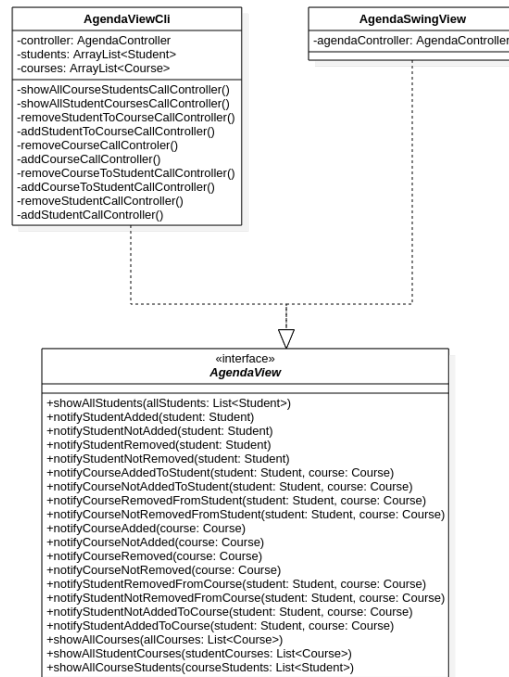 AgendaViewCli
-controller: AgendaController
-students: ArrayList<Student>
-courses: ArrayList<Course>
-showAllCourseStudentsCallController()
-showAllStudentCoursesCallController()
-removeStudentToCourseCallController()
-addStudentToCourseCallController()
-removeCourseCallControler()
-addCourseCallController()
-removeCourseToStudentCallController()
-addCourseToStudentCallController()
-removeStudentCallController()
-addStudentCallController()
AgendaSwingView
-agendaController: AgendaController
«interface»
AgendaView
+showAllStudents(allStudents: List<Student>)
+notifyStudentAdded(student: Student)
+notifyStudentNotAdded(student: Student)
+notifyStudentRemoved(student: Student)
+notifyStudentNotRemoved(student: Student)
+notifyCourseAddedToStudent(student: Student, course: Course)
+notifyCourseNotAddedToStudent(student: Student, course: Course)
+notifyCourseRemovedFromStudent(student: Student, course: Course)
+notifyCourseNotRemovedFromStudent(student: Student, course: Course)
+notifyCourseAdded(course: Course)
+notifyCourseNotAdded(course: Course)
+notifyCourseRemoved(course: Course)
+notifyCourseNotRemoved(course: Course)
+notifyStudentRemovedFromCourse(student: Student, course: Course)
+notifyStudentNotRemovedFromCourse(student: Student, course: Course)
+notifyStudentNotAddedToCourse(student: Student, course: Course)
+notifyStudentAddedToCourse(student: Student, course: Course)
+showAllCourses(allCourses: List<Course>)
+showAllStudentCourses(studentCourses: List<Course>)
+showAllCourseStudents(courseStudents: List<Student>)